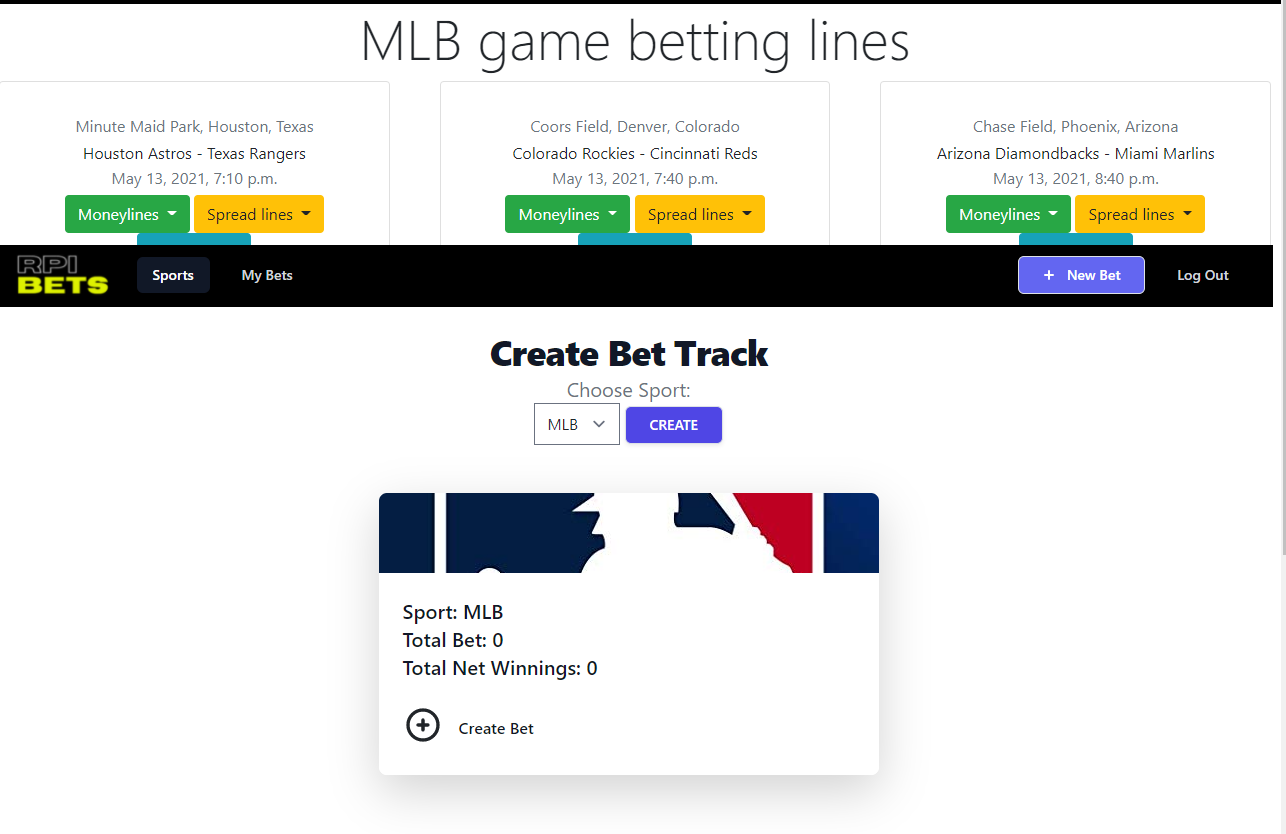 MLB game betting lines
Minute Maid Park, Houston, Texas
Houston Astros - Texas Rangers
May 13, 2021, 7:10 p.m.
Moneylines Spread lines
Coors Field, Denver, Colorado
Colorado Rockies - Cincinnati Reds
May 13, 2021, 7:40 p.m.
Moneylines Spread lines
Chase Field, Phoenix, Arizona
Arizona Diamondbacks - Miami Marlins
May 13, 2021, 8:40 p.m.
Moneylines Spread lines
RPI
BETS
Sports My Bets + New Bet Log Out
Create Bet Track
Choose Sport:
MLB CREATE
Sport: MLB
Total Bet: 0
Total Net Winnings: 0
Create Bet